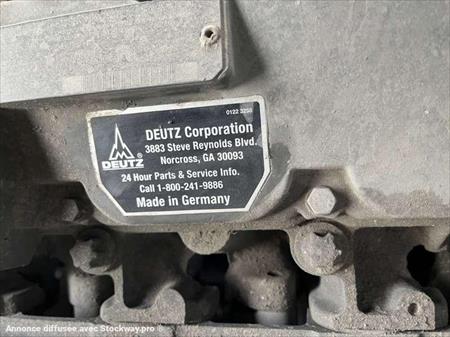 0122 3258
DEUTZ
DEUTZ Corporation
3883 Steve Reynolds Blvd.
Norcross, GA 30093
24 Hour Parts & Service Info.
Call 1-800-241-9886
Made in Germany
Annonce diffusée avec Stockway.pro ®